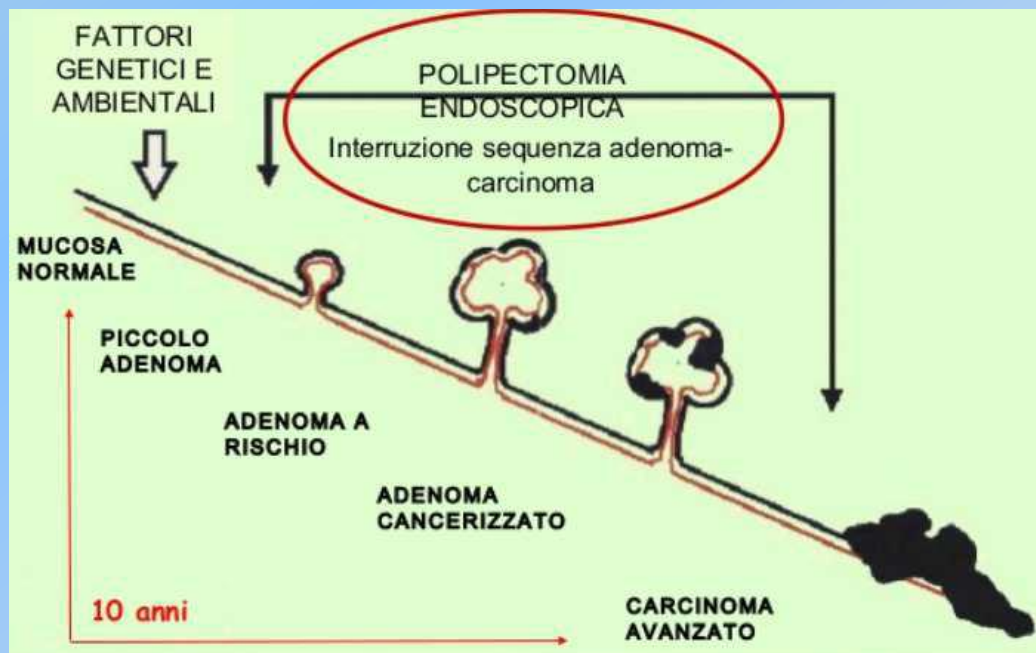 FATTORI
GENETICI E
AMBIENTALI
POLIPECTOMIA
ENDOSCOPICA
Interruzione sequenza adenoma-
carcinoma
MUCOSA
NORMALE
PICCOLO
ADENOMA
ADENOMA A
RISCHIO
ADENOMA
CANCERIZZATO
CARCINOMA
AVANZATO
10 anni